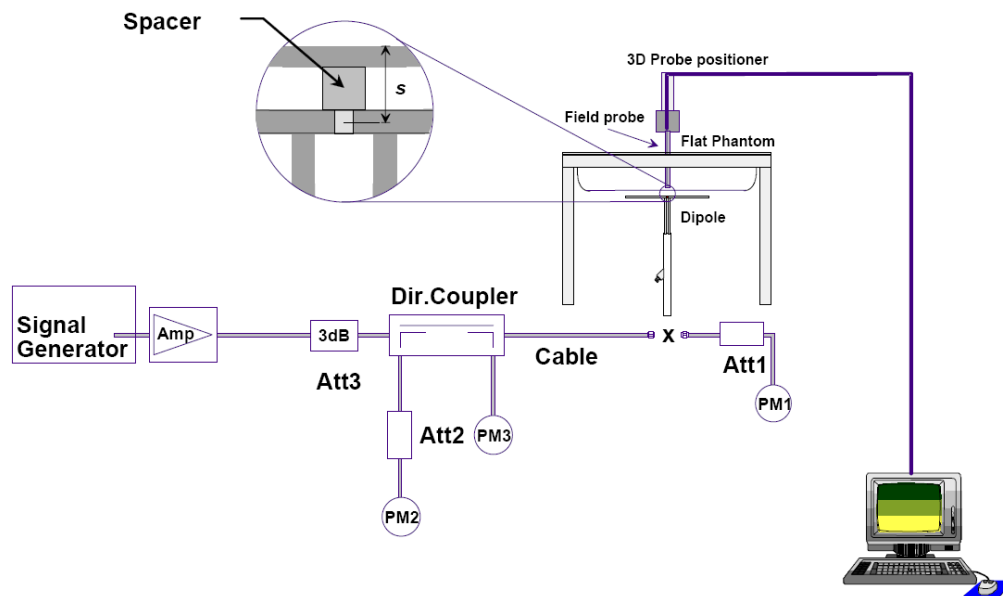 Spacer
s
3D Probe positioner
Field probe
Flat Phantom
Dipole
Signal
Generator
Amp
3dB
Att3
Dir.Coupler
Cable
x
Att1
PM1
Att2
PM3
PM2